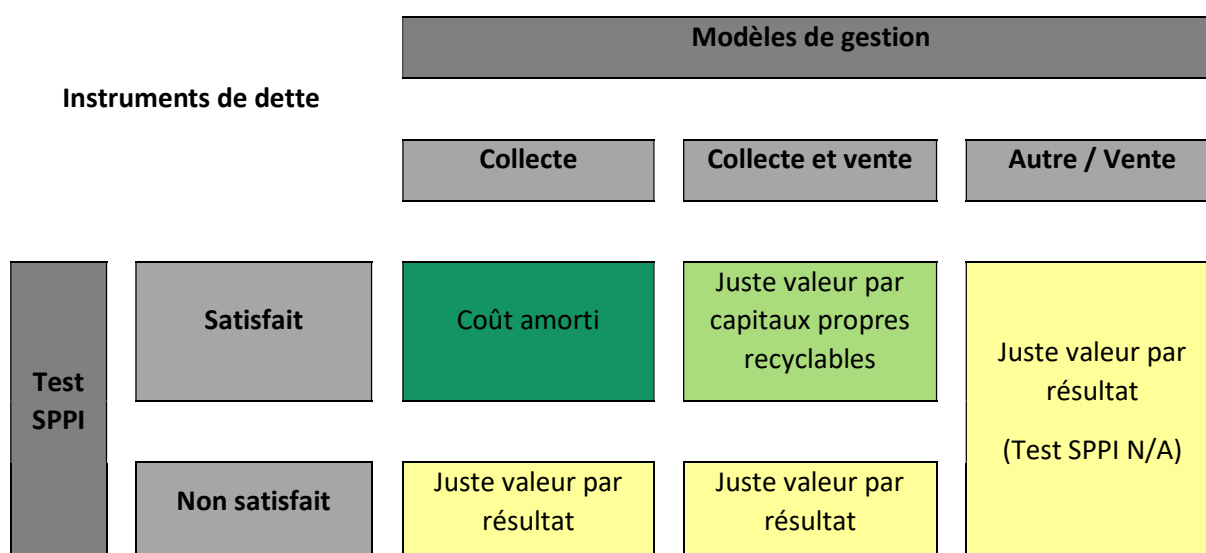 Modèles de gestion
Instruments de dette
Collecte
Collecte et vente
Autre / Vente
Test
SPPI
Satisfait
Coût amorti
Juste valeur par
capitaux propres
recyclables
Juste valeur par
résultat
(Test SPPI N/A)
Non satisfait
Juste valeur par
résultat
Juste valeur par
résultat